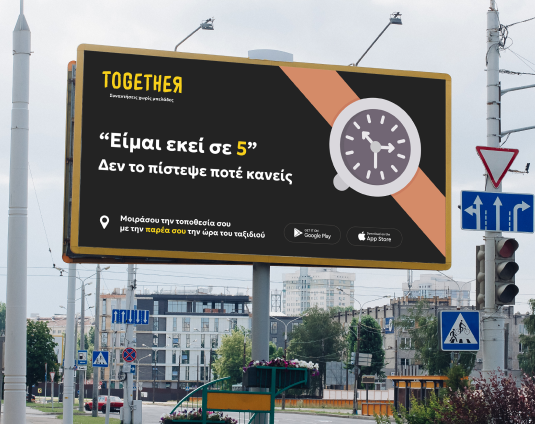 TOGETHER
Συναντήσεις χωρίς μπελάδες
“Είμαι εκεί σε 5”
Δεν το πίστεψε ποτέ κανείς
Μοιράσου την τοποθεσία σου
με την παρέα σου την ώρα του ταξιδιού
GET IT ON
Google Play
Download on the
App Store